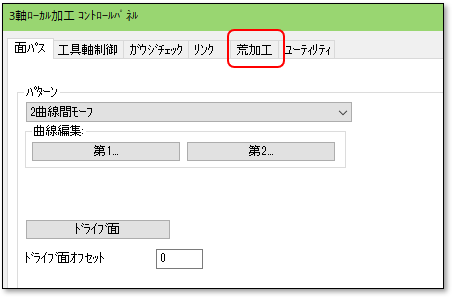 3軸ﾛｰｶﾙ加工 ｺﾝﾄﾛｰﾙﾊﾟﾈﾙ
面ﾊﾟｽ 工具軸制御 ｶﾞｳｼﾞﾁｪｯｸ ﾘﾝｸ 荒加工 ﾕｰﾃｨﾘﾃｨ
ﾊﾟﾀｰﾝ
2曲線間ﾓｰﾌ
曲線編集:
第1... 第2...
ﾄﾞﾗｲﾌﾞ面
ﾄﾞﾗｲﾌﾞ面ｵﾌｾｯﾄ 0